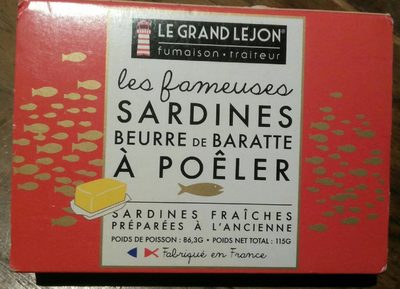 LE GRAND LEJON®
fumaison • traiteur
les fameuses
SARDINES
BEURRE DE BARATTE
À POÊLER
SARDINES FRAÎCHES
PRÉPARÉES À L'ANCIENNE
POIDS DE POISSON : 86,3G • POIDS NET TOTAL : 115G
Fabriqué en France